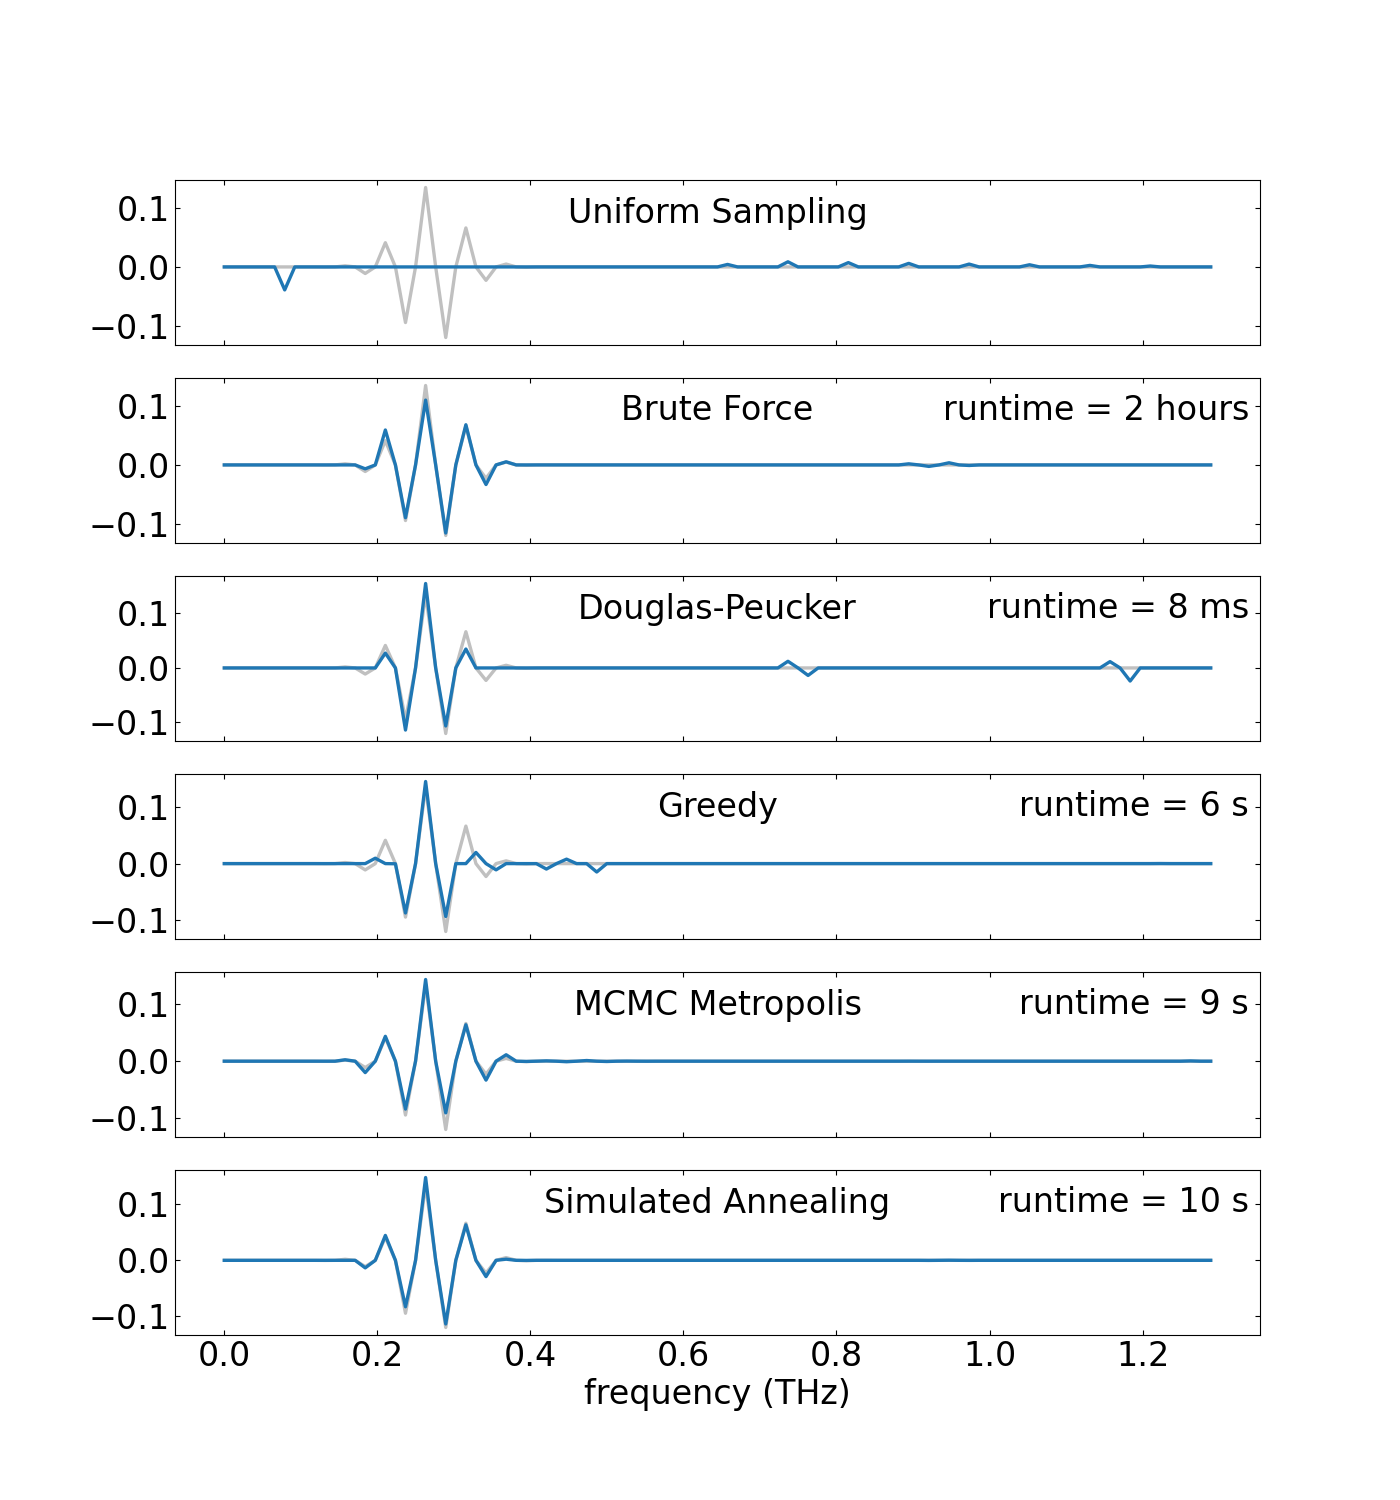 Uniform Sampling
0.1
0.0
−0.1
Brute Force runtime = 2 hours
0.1
0.0
−0.1
Douglas-Peucker runtime = 8 ms
0.1
0.0
−0.1
Greedy runtime = 6 s
0.1
0.0
−0.1
MCMC Metropolis runtime = 9 s
0.1
0.0
−0.1
Simulated Annealing runtime = 10 s
0.1
0.0
−0.1
0.0 0.2 0.4 0.6 0.8 1.0 1.2
frequency (THz)